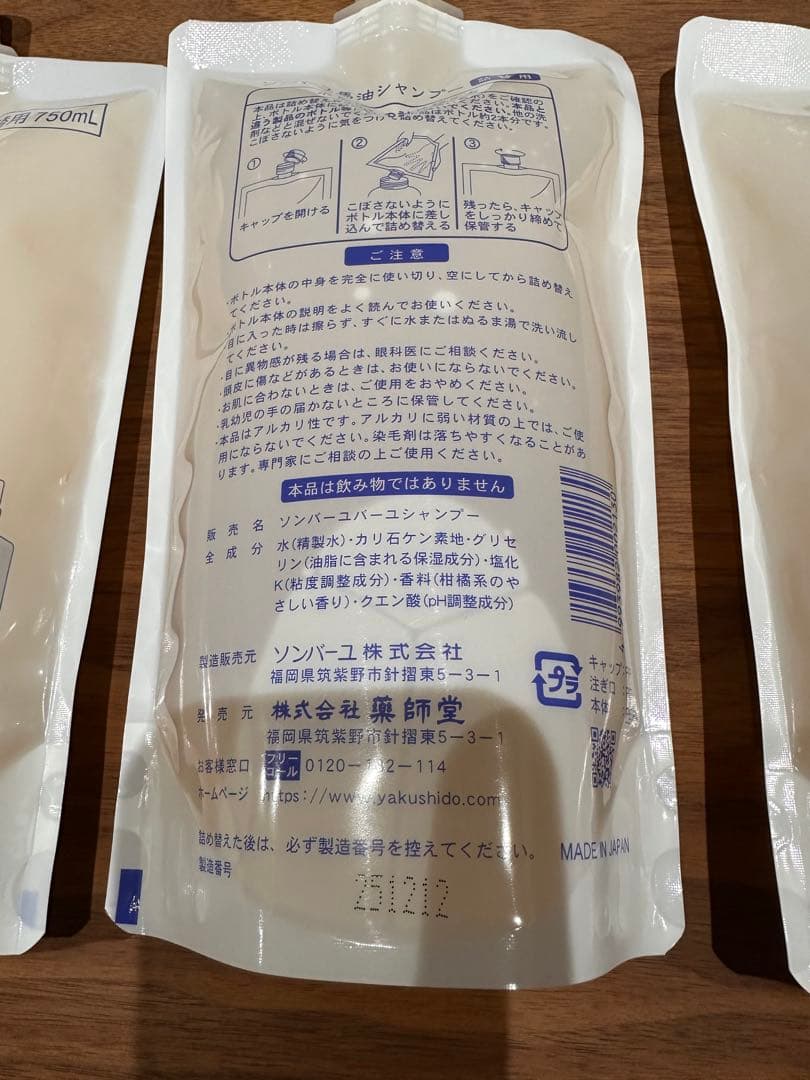 用 750mL
馬油シャンプー
詰替用
①
②
③
キャップを開ける
こぼさないように
ボトル本体に差し
込んで詰め替える
残ったら、キャップ
をしっかり締めて
保管する
ご注意
・ボトル本体の中身を完全に使い切り、空にしてから詰め替え
てください。
・ボトル本体の説明をよく読んでお使いください。
・目に入った時は擦らず、すぐに水またはぬるま湯で洗い流し
てください。
・目に異物感が残る場合は、眼科医にご相談ください。
・頭皮に傷などがあるときは、お使いにならないでください。
・お肌に合わないときは、ご使用をおやめください。
・乳幼児の手の届かないところに保管してください。
・本品はアルカリ性です。アルカリに弱い材質の上では、ご使
用にならないでください。染毛剤は落ちやすくなることがあ
ります。専門家にご相談の上ご使用ください。
本品は飲み物ではありません
販売名 ソンバーユバーユシャンプー
全成分 水(精製水)・カリ石ケン素地・グリセ
リン(油脂に含まれる保湿成分)・塩化
K(粘度調整成分)・香料(柑橘系のや
さしい香り)・クエン酸(pH調整成分)
製造販売元 ソンバーユ株式会社
福岡県筑紫野市針摺東5−3−1
発売元 株式会社薬師堂
福岡県筑紫野市針摺東5−3−1
プラ
キャップ
注ぎ口
本体
お客様窓口 フリーコール 0120−132−114
ホームページ https://www.yakushido.com
詰め替えた後は、必ず製造番号を控えてください。 MADE IN JAPAN
製造番号
251212